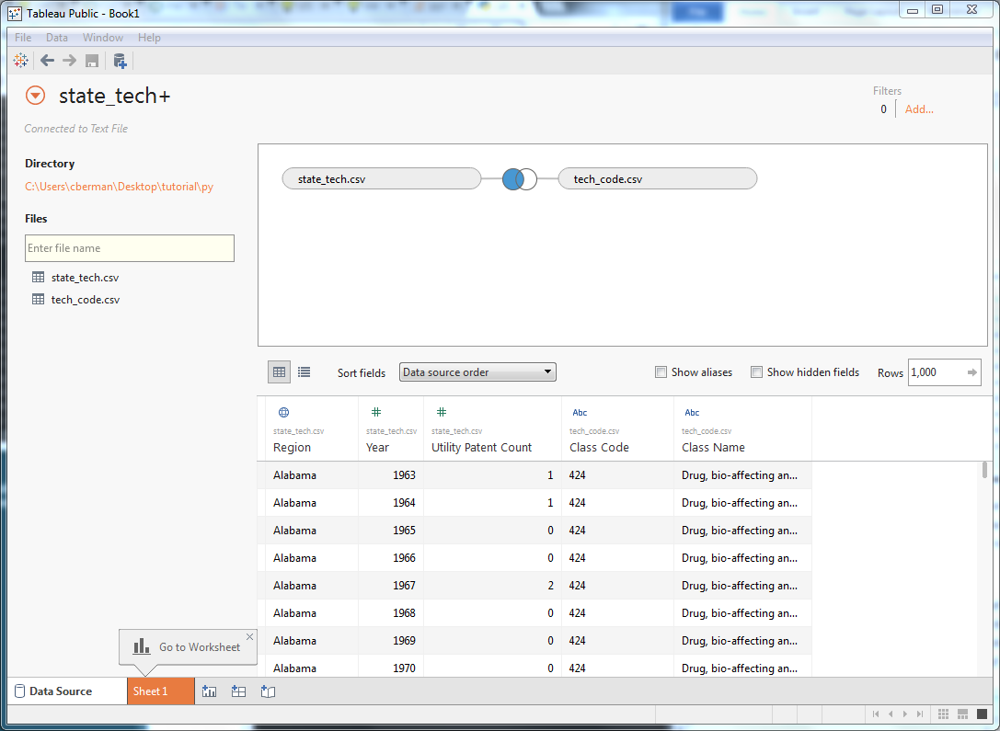 Tableau Public - Book1
File Data Window Help
state_tech+
Connected to Text File
Filters
0 Add...
Directory
C:\Users\cberman\Desktop\tutorial\py
Files
Enter file name
state_tech.csv
tech_code.csv
state_tech.csv tech_code.csv
Sort fields Data source order Show aliases Show hidden fields Rows 1,000
# # Abc Abc
state_tech.csv state_tech.csv state_tech.csv tech_code.csv tech_code.csv
Region Year Utility Patent Count Class Code Class Name
Alabama 1963 1 424 Drug, bio-affecting an...
Alabama 1964 1 424 Drug, bio-affecting an...
Alabama 1965 0 424 Drug, bio-affecting an...
Alabama 1966 0 424 Drug, bio-affecting an...
Alabama 1967 2 424 Drug, bio-affecting an...
Alabama 1968 0 424 Drug, bio-affecting an...
Alabama 1969 0 424 Drug, bio-affecting an...
Alabama 1970 0 424 Drug, bio-affecting an...
Go to Worksheet
Data Source Sheet 1